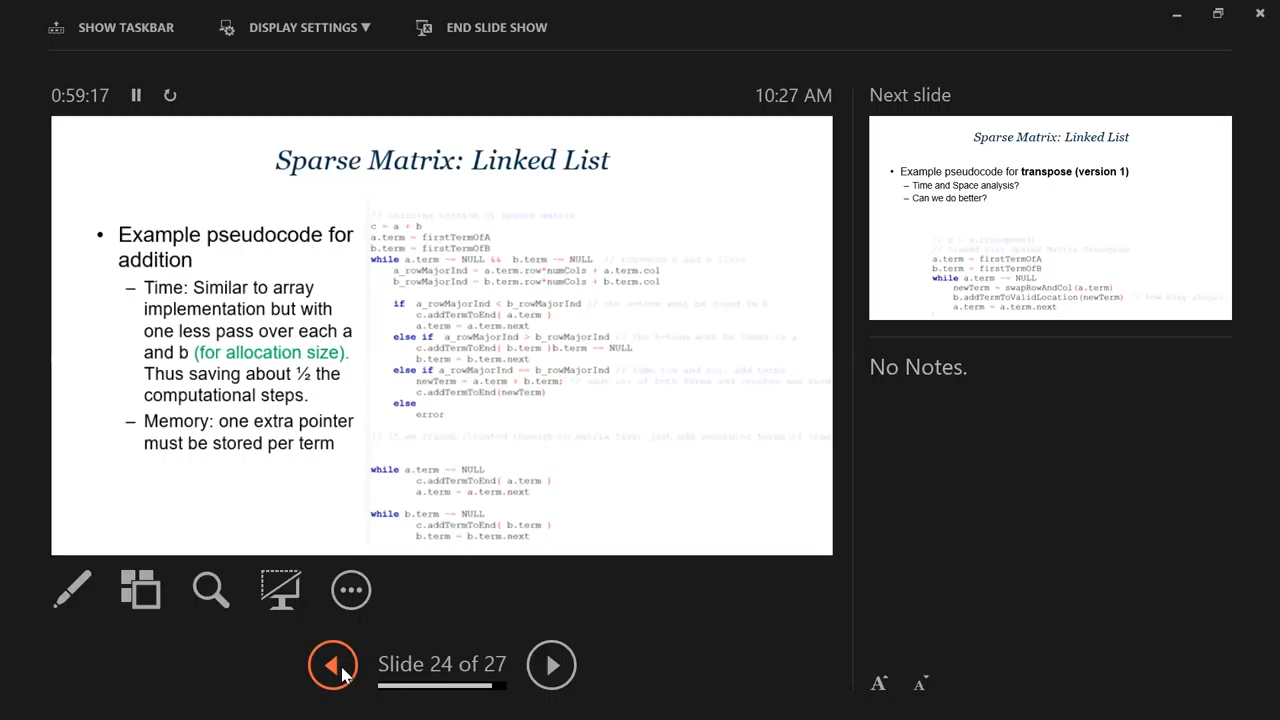 SHOW TASKBAR
DISPLAY SETTINGS ▼
END SLIDE SHOW
0:59:17
10:27 AM
Sparse Matrix: Linked List
• Example pseudocode for
addition
– Time: Similar to array
implementation but with
one less pass over each a
and b (for allocation size).
Thus saving about ½ the
computational steps.
– Memory: one extra pointer
must be stored per term
c = a + b
a.term = firstTermOfA
b.term = firstTermOfB
while a.term ~= NULL && b.term ~= NULL
a_rowMajorInd = a.term.row*numCols + a.term.col
b_rowMajorInd = b.term.row*numCols + b.term.col
if a_rowMajorInd < b_rowMajorInd
c.addTermToEnd( a.term )
a.term = a.term.next
else if a_rowMajorInd > b_rowMajorInd
c.addTermToEnd( b.term )b.term ~= NULL
b.term = b.term.next
else if a_rowMajorInd == b_rowMajorInd
newTerm = a.term + b.term;
c.addTermToEnd(newTerm)
else
error
while a.term ~= NULL
c.addTermToEnd( a.term )
a.term = a.term.next
while b.term ~= NULL
c.addTermToEnd( b.term )
b.term = b.term.next
Slide 24 of 27
Next slide
Sparse Matrix: Linked List
• Example pseudocode for transpose (version 1)
– Time and Space analysis?
– Can we do better?
a.term = firstTermOfA
b.term = firstTermOfB
while a.term ~= NULL
newTerm = swapRowAndCol(a.term)
b.addTermToValidLocation(newTerm)
a.term = a.term.next
No Notes.
A A